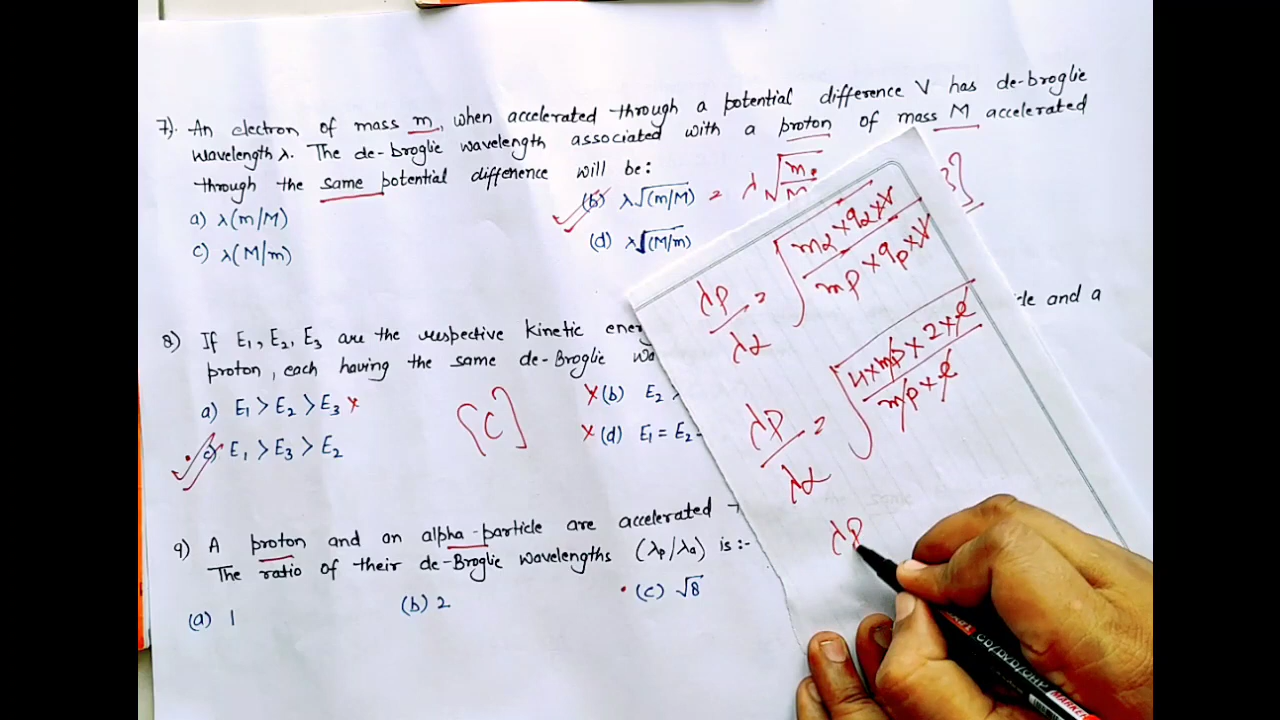 7). An electron of mass m, when accelerated through a potential difference V has de-broglie
wavelength λ. The de-broglie wavelength associated with a proton of mass M accelerated
through the same potential difference will be:
a) λ(m/M)
(b) λ√(m/M) = λ√m
c) λ(M/m)
(d) λ√(M/m)
8) If E₁, E₂, E₃ are the respective kinetic
and a
proton, each having the same de-Broglie
a) E₁ > E₂ > E₃ x
x (b) E₂ >
c) E₁ > E₃ > E₂
x (d) E₁ = E₂
[C]
9) A proton and an alpha-particle are accelerated
The ratio of their de-Broglie wavelengths (λp/λα) is :-
(a) 1
(b) 2
(c) √8
λp/λα = √(mα×qα×V/mp×qp×V)
λp/λα = √(4×mp×2×e/mp×e)
λp
MARKER